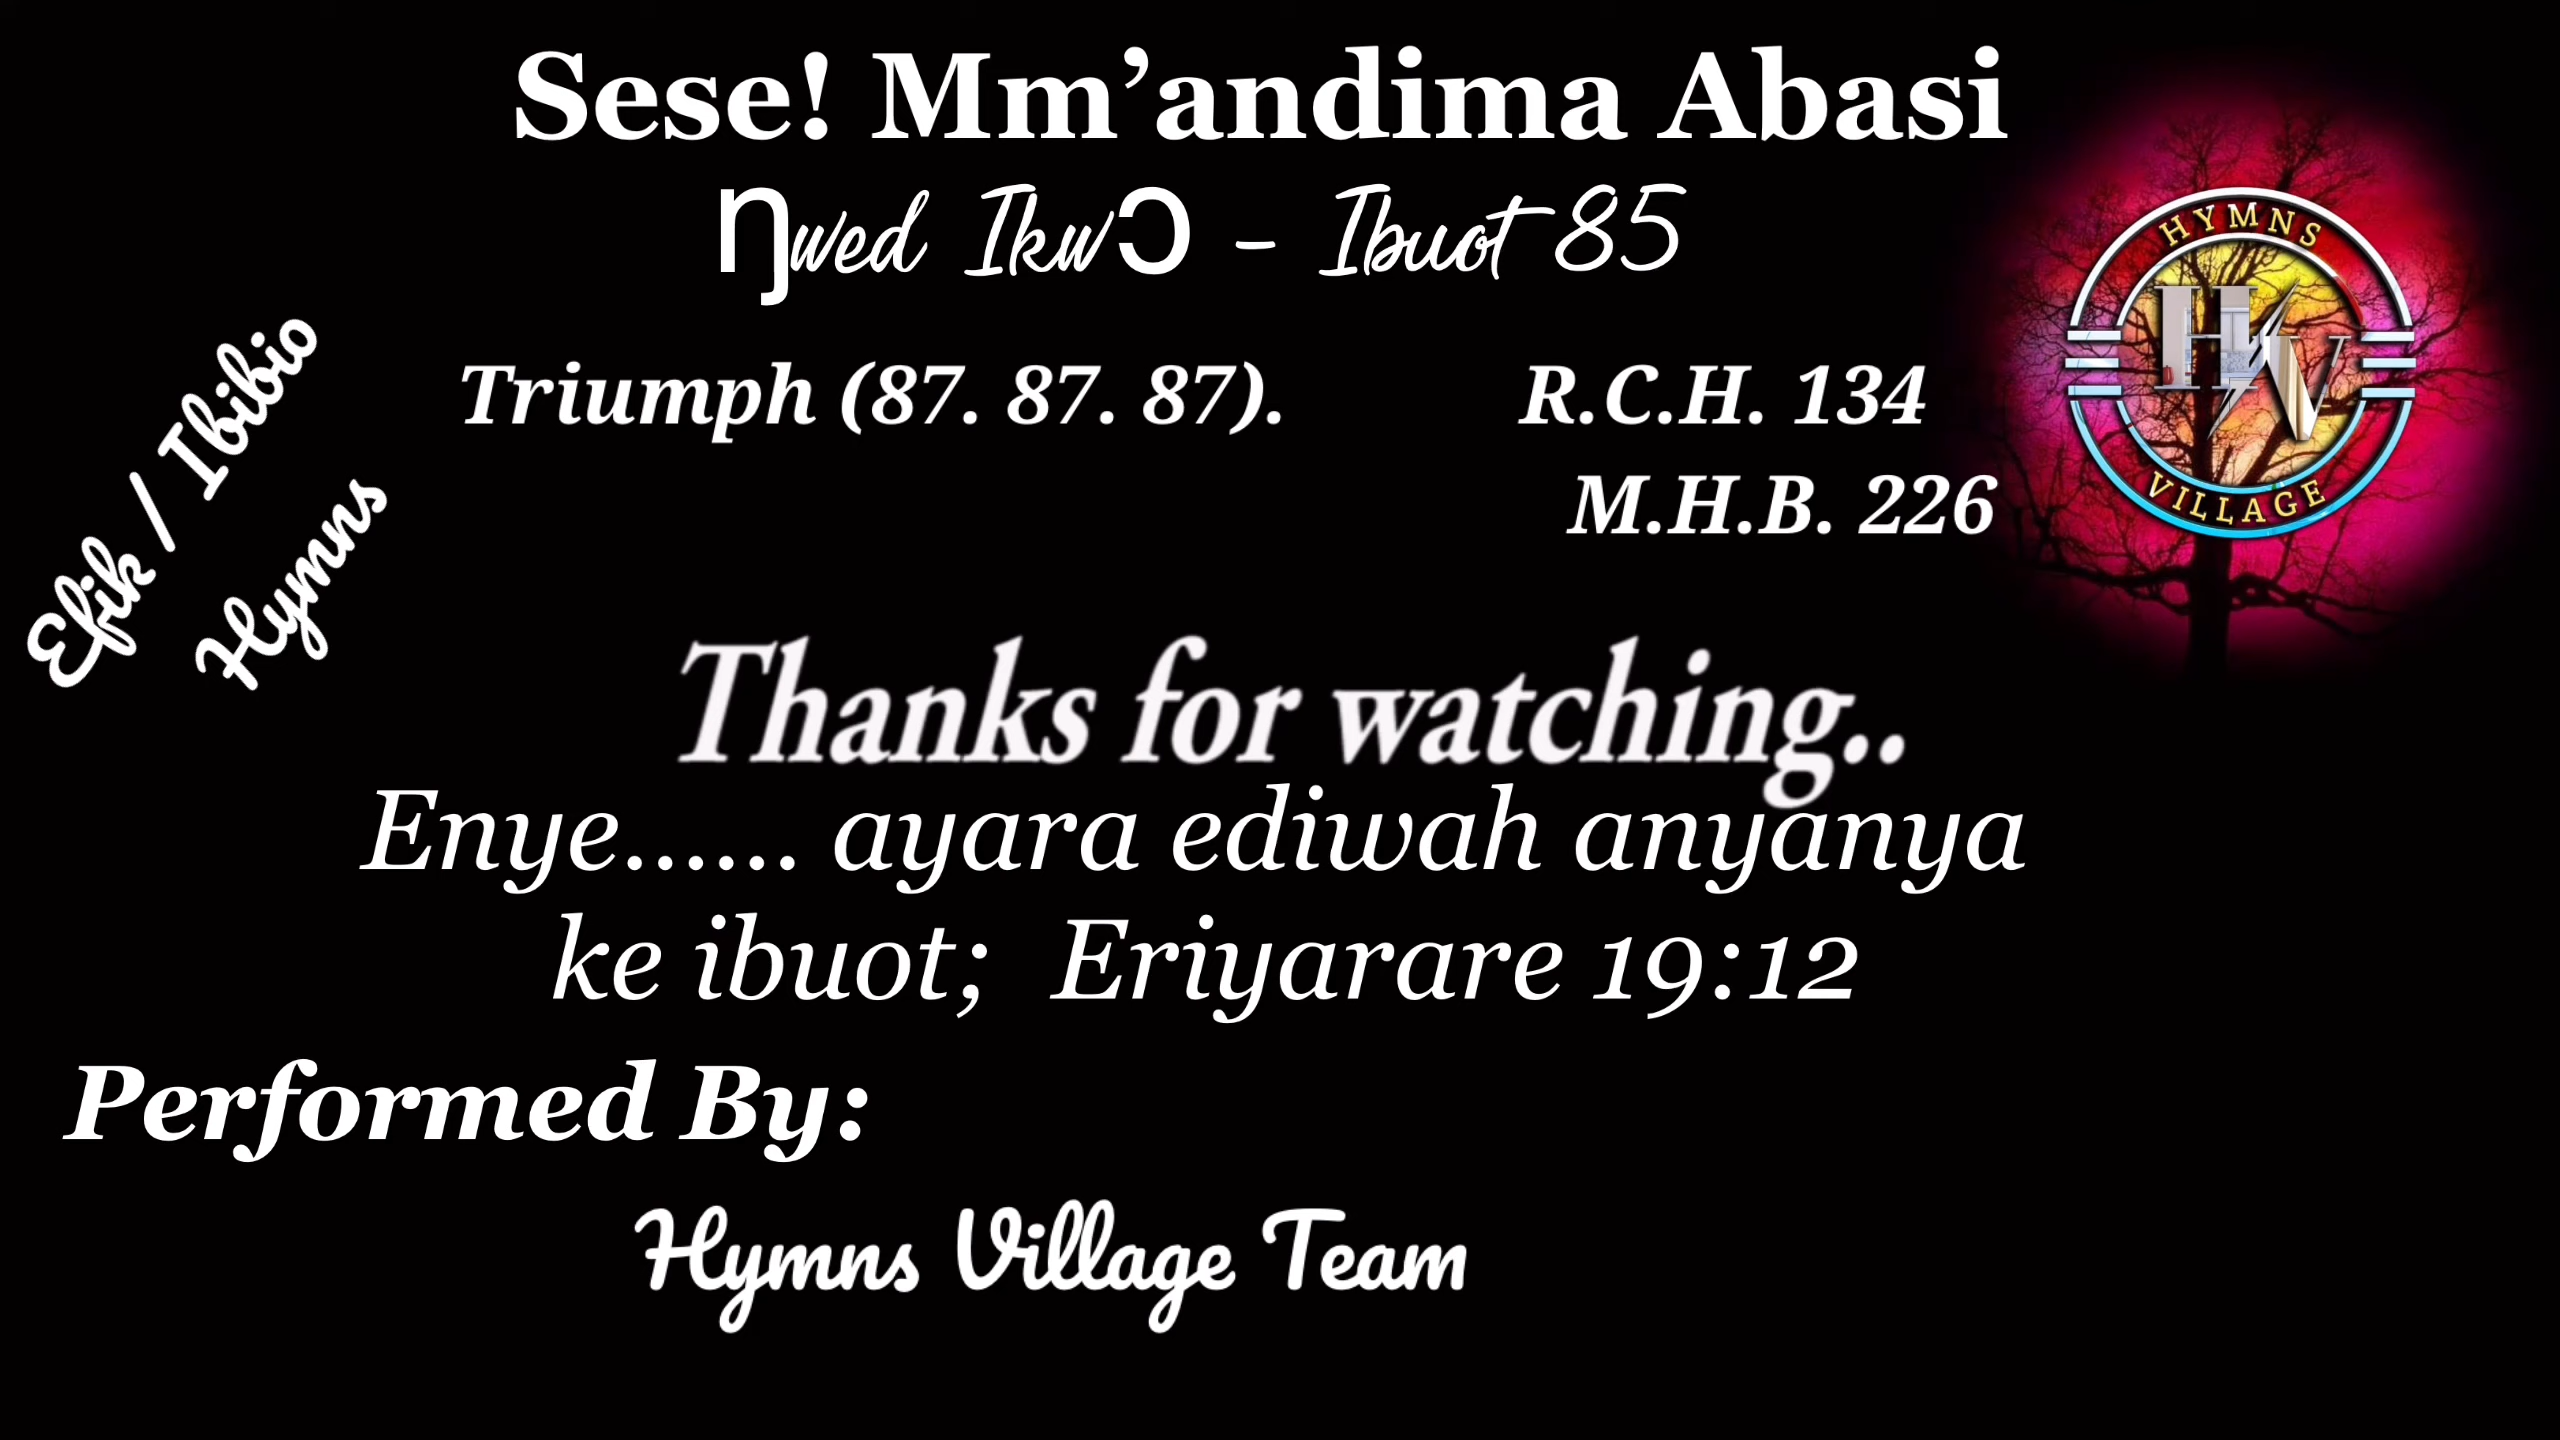 Sese! Mm’andima Abasi
Ŋwed Ikwɔ - Ibuot 85
Efik / Ibibio
Hymns
Triumph (87. 87. 87).
R.C.H. 134
M.H.B. 226
HYMNS
HV
VILLAGE
Thanks for watching..
Enye...... ayara ediwah anyanya
ke ibuot; Eriyarare 19:12
Performed By:
Hymns Village Team